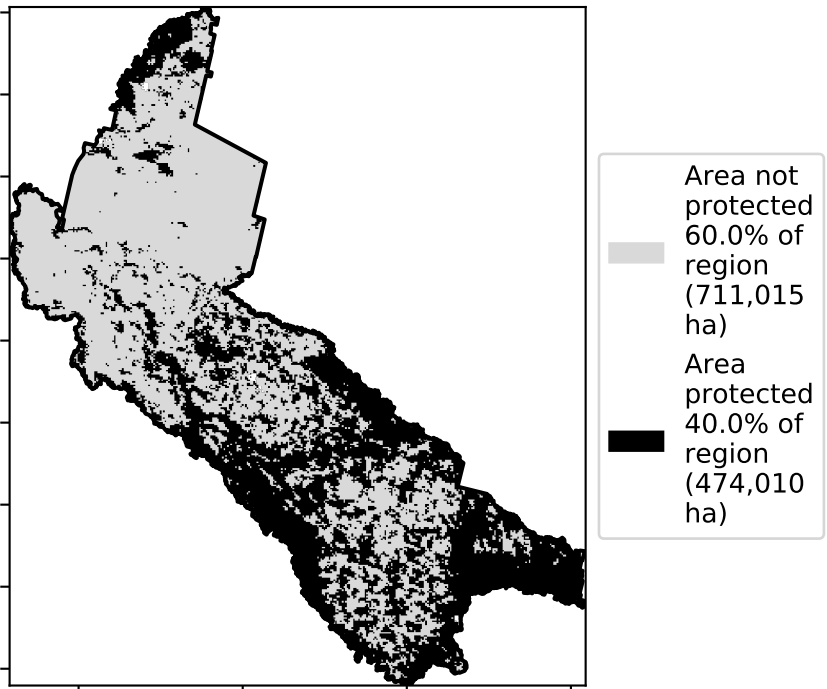 Area not
protected
60.0% of
region
(711,015
ha)
Area
protected
40.0% of
region
(474,010
ha)